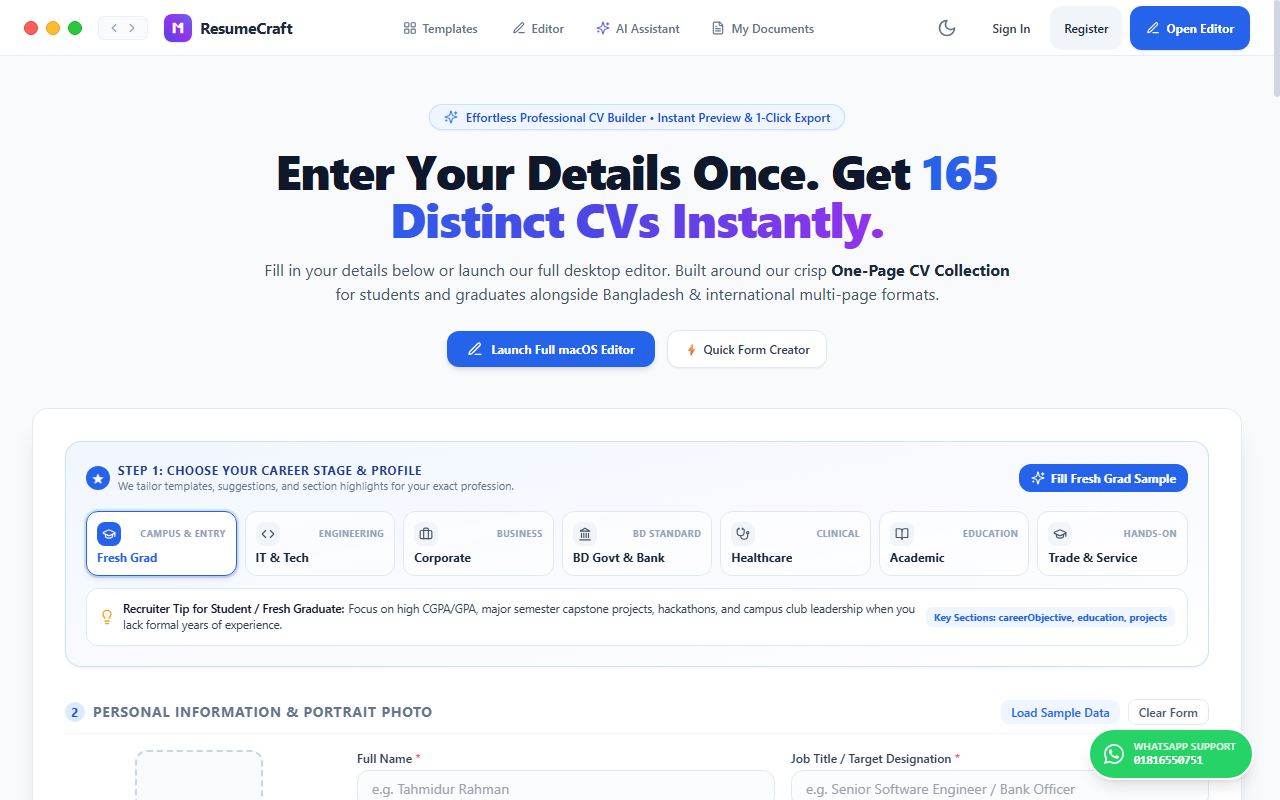 ResumeCraft
Templates
Editor
AI Assistant
My Documents
Sign In
Register
Open Editor
Effortless Professional CV Builder • Instant Preview & 1-Click Export
Enter Your Details Once. Get 165
Distinct CVs Instantly.
Fill in your details below or launch our full desktop editor. Built around our crisp One-Page CV Collection
for students and graduates alongside Bangladesh & international multi-page formats.
Launch Full macOS Editor
Quick Form Creator
STEP 1: CHOOSE YOUR CAREER STAGE & PROFILE
We tailor templates, suggestions, and section highlights for your exact profession.
Fill Fresh Grad Sample
CAMPUS & ENTRY
Fresh Grad
ENGINEERING
IT & Tech
BUSINESS
Corporate
BD STANDARD
BD Govt & Bank
CLINICAL
Healthcare
EDUCATION
Academic
HANDS-ON
Trade & Service
Recruiter Tip for Student / Fresh Graduate: Focus on high CGPA/GPA, major semester capstone projects, hackathons, and campus club leadership when you
lack formal years of experience.
Key Sections: careerObjective, education, projects
2 PERSONAL INFORMATION & PORTRAIT PHOTO
Load Sample Data
Clear Form
Full Name *
e.g. Tahmidur Rahman
Job Title / Target Designation *
e.g. Senior Software Engineer / Bank Officer
WHATSAPP SUPPORT
01816550751